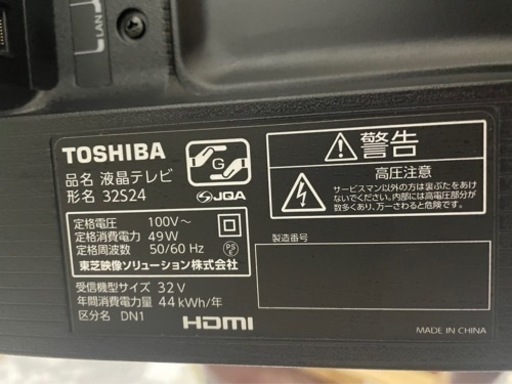 LAN
TOSHIBA
品名 液晶テレビ
形名 32S24
G
JQA
定格電圧 100V～
定格消費電力 49W
定格周波数 50/60 Hz
PS
E
東芝映像ソリューション株式会社
受信機型サイズ 32V
年間消費電力量 44kWh/年
区分名 DN1
HDMI
警告
高圧注意
サービスマン以外の方は裏ぶたをあけ
ないでください。内部には高電圧部分が
数多くあり、万一さわると危険です。
製造番号
MADE IN CHINA